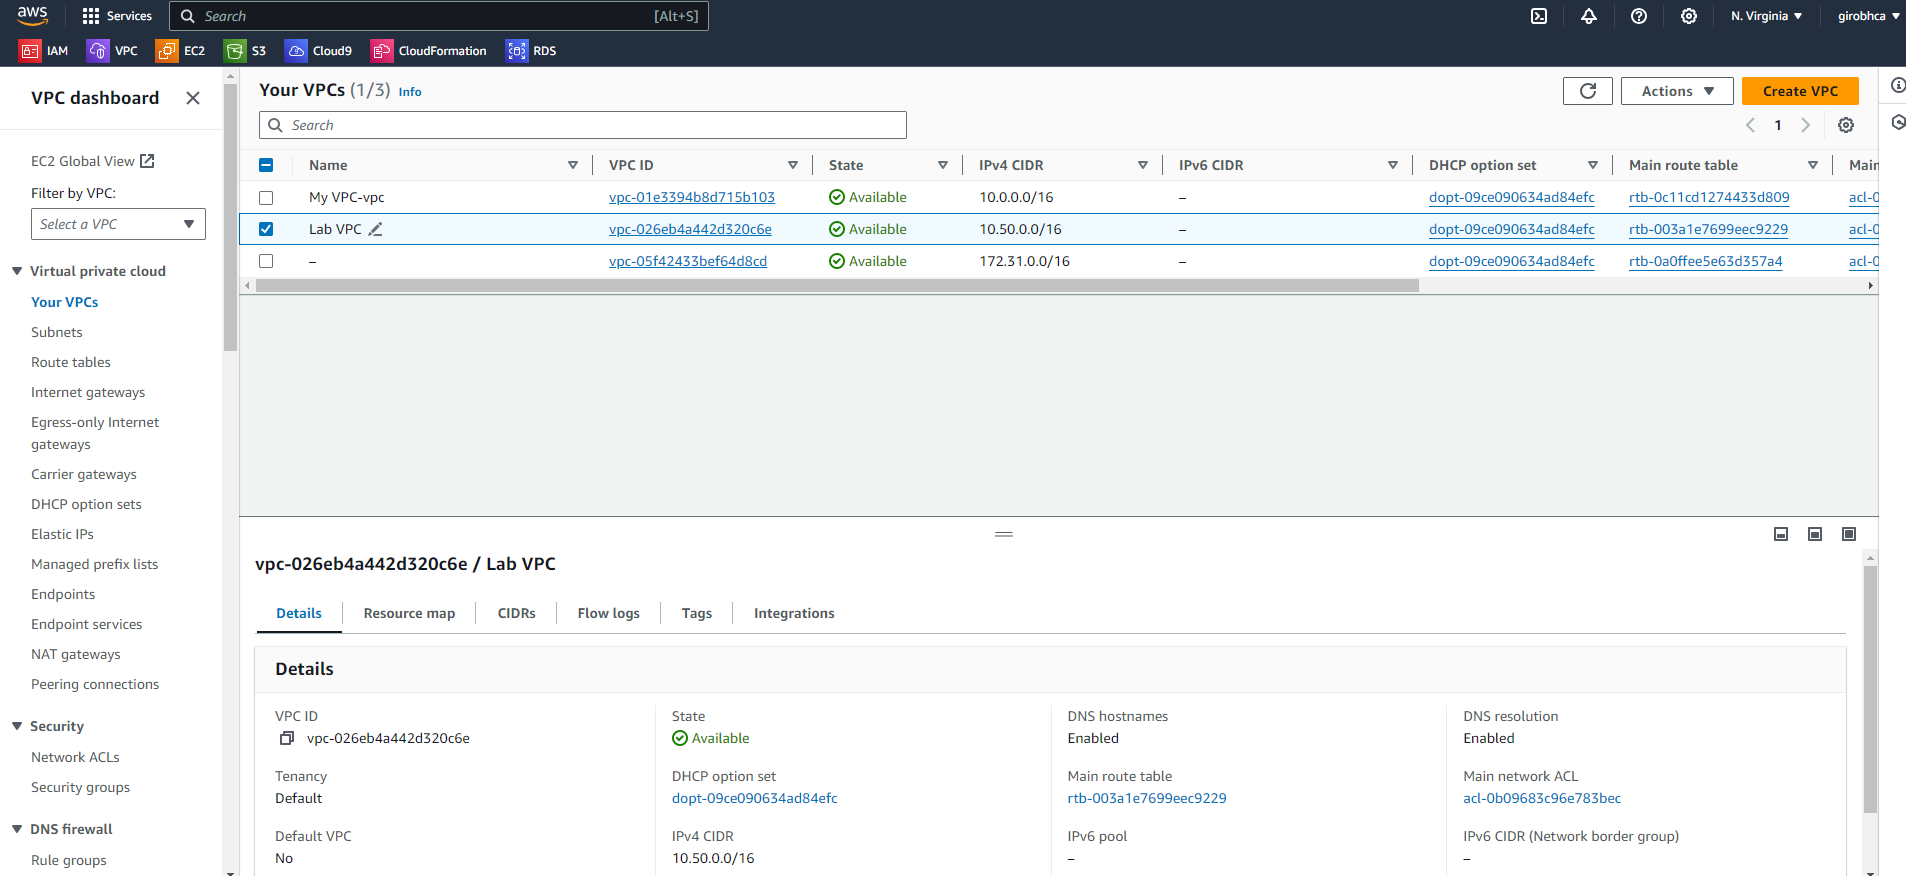 aws Services Search [Alt+S] N. Virginia girobhca
IAM VPC EC2 S3 Cloud9 CloudFormation RDS
VPC dashboard
EC2 Global View
Filter by VPC:
Select a VPC
Virtual private cloud
Your VPCs
Subnets
Route tables
Internet gateways
Egress-only Internet
gateways
Carrier gateways
DHCP option sets
Elastic IPs
Managed prefix lists
Endpoints
Endpoint services
NAT gateways
Peering connections
Security
Network ACLs
Security groups
DNS firewall
Rule groups
Your VPCs (1/3) Info
Actions
Create VPC
Search
1
Name VPC ID State IPv4 CIDR IPv6 CIDR DHCP option set Main route table Main
My VPC-vpc vpc-01e3394b8d715b103 Available 10.0.0.0/16 – dopt-09ce090634ad84efc rtb-0c11cd1274433d809 acl-0
Lab VPC vpc-026eb4a442d320c6e Available 10.50.0.0/16 – dopt-09ce090634ad84efc rtb-003a1e7699eec9229 acl-0
– vpc-05f42433bef64d8cd Available 172.31.0.0/16 – dopt-09ce090634ad84efc rtb-0a0ffee5e63d357a4 acl-0
vpc-026eb4a442d320c6e / Lab VPC
Details Resource map CIDRs Flow logs Tags Integrations
Details
VPC ID State DNS hostnames DNS resolution
vpc-026eb4a442d320c6e Available Enabled Enabled
Tenancy DHCP option set Main route table Main network ACL
Default dopt-09ce090634ad84efc rtb-003a1e7699eec9229 acl-0b09683c96e783bec
Default VPC IPv4 CIDR IPv6 pool IPv6 CIDR (Network border group)
No 10.50.0.0/16 – –